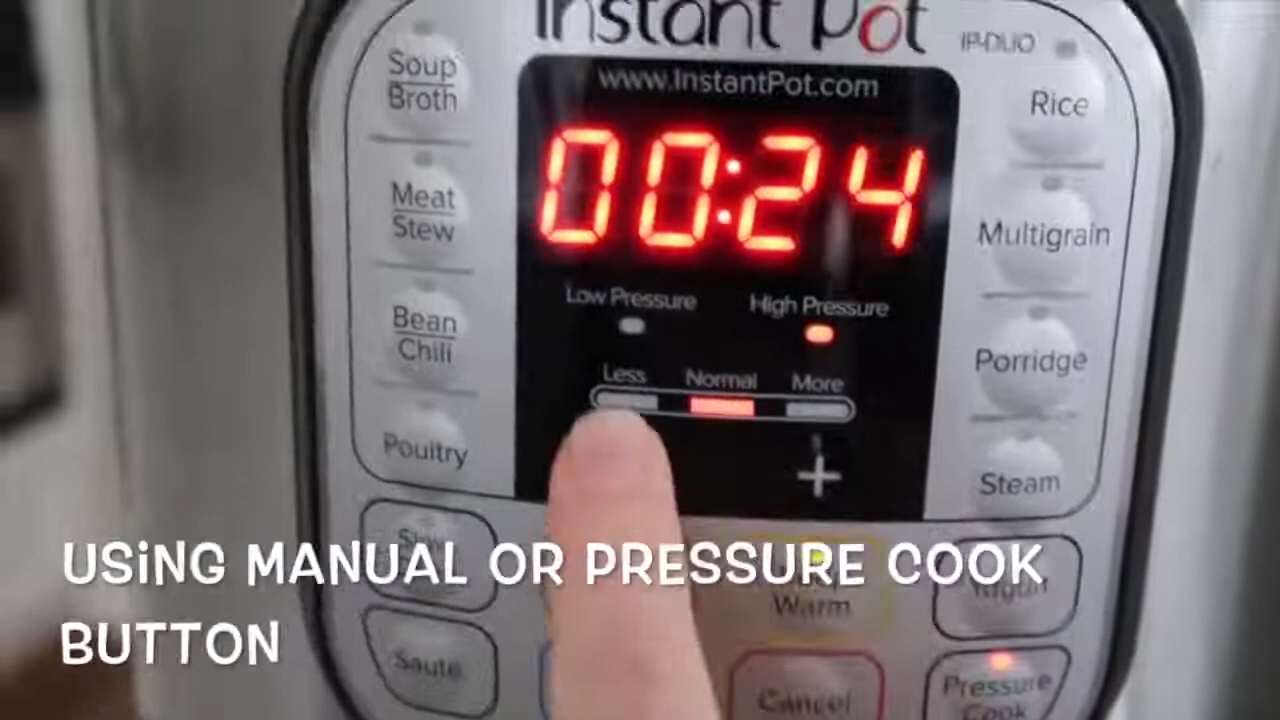 Instant Pot
IP-DUO
www.InstantPot.com
00:24
Soup
Broth
Meat
Stew
Bean
Chili
Poultry
Rice
Multigrain
Porridge
Steam
Low Pressure
High Pressure
Less
Normal
More
+
Warm
Saute
Cancel
Pressure
Cook
USING MANUAL OR PRESSURE COOK
BUTTON